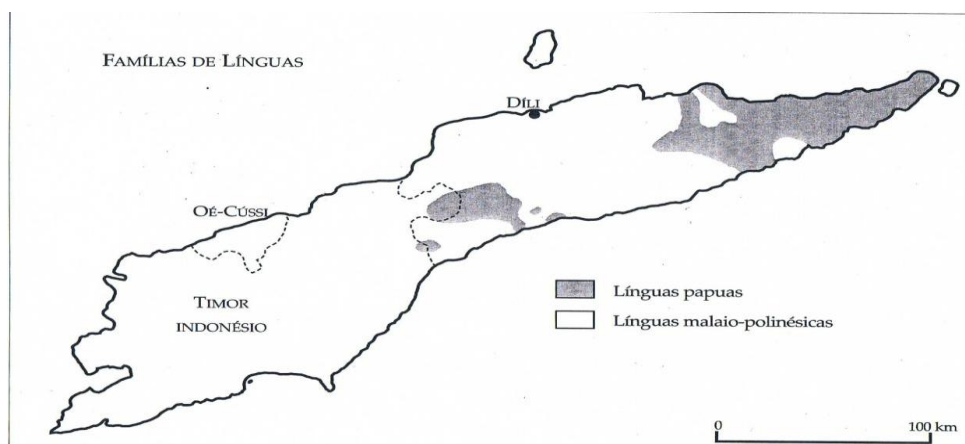 FAMÍLIAS DE LÍNGUAS
DÍLI
OÉ-CÚSSI
TIMOR
INDONÉSIO
Línguas papuas
Línguas malaio-polinésicas
0 100 km